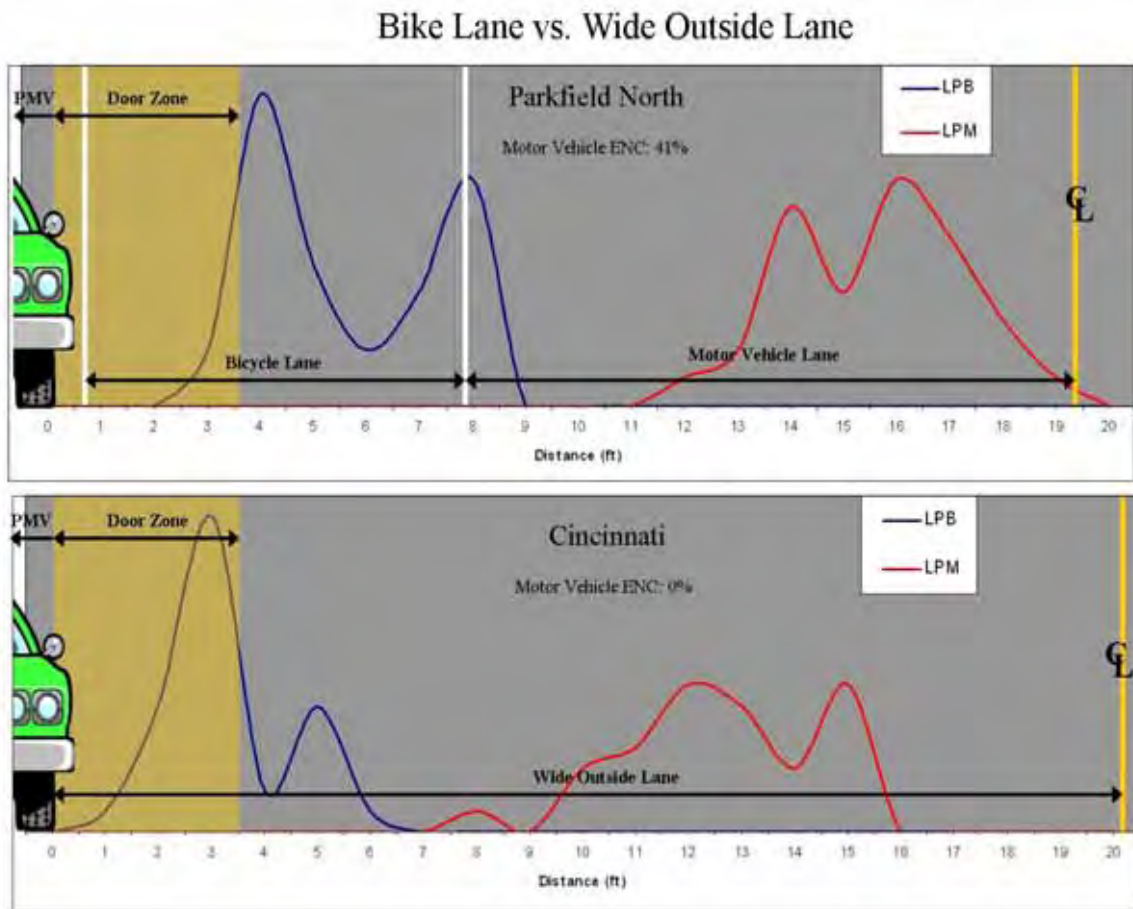 Bike Lane vs. Wide Outside Lane
PMV
Door Zone
Parkfield North
Motor Vehicle ENC: 41%
LPB
LPM
CL
Bicycle Lane
Motor Vehicle Lane
0 1 2 3 4 5 6 7 8 9 10 11 12 13 14 15 16 17 18 19 20
Distance (ft)
PMV
Door Zone
Cincinnati
Motor Vehicle ENC: 0%
LPB
LPM
CL
Wide Outside Lane
0 1 2 3 4 5 6 7 8 9 10 11 12 13 14 15 16 17 18 19 20
Distance (ft)